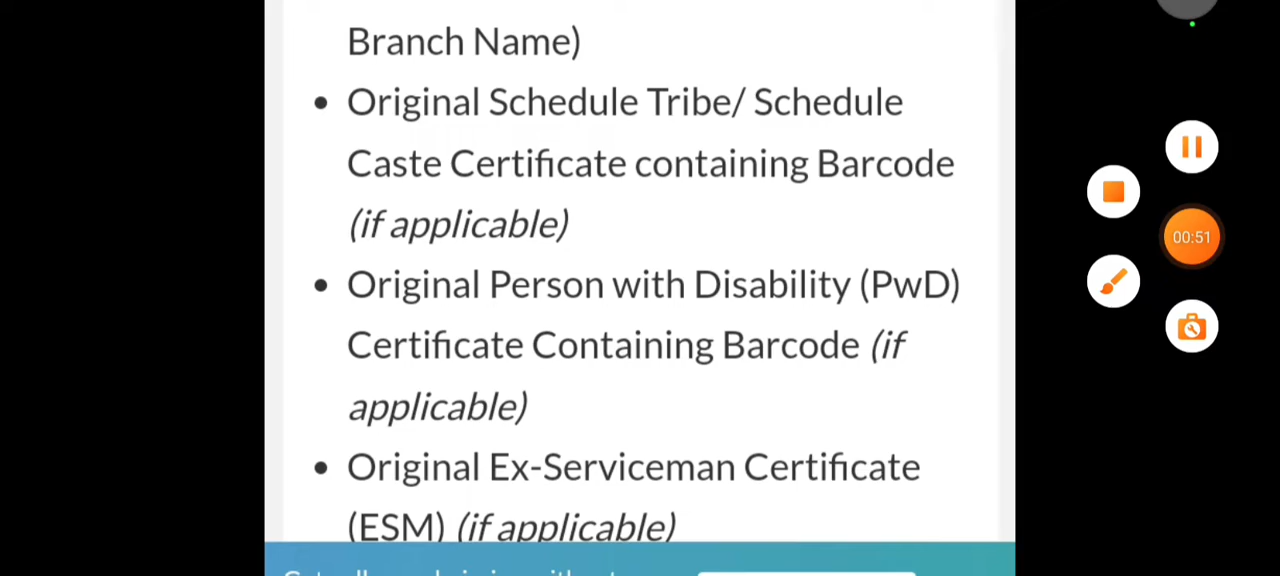 Branch Name)
• Original Schedule Tribe/ Schedule
Caste Certificate containing Barcode
(if applicable)
• Original Person with Disability (PwD)
Certificate Containing Barcode (if
applicable)
• Original Ex-Serviceman Certificate
(ESM) (if applicable)
00:51